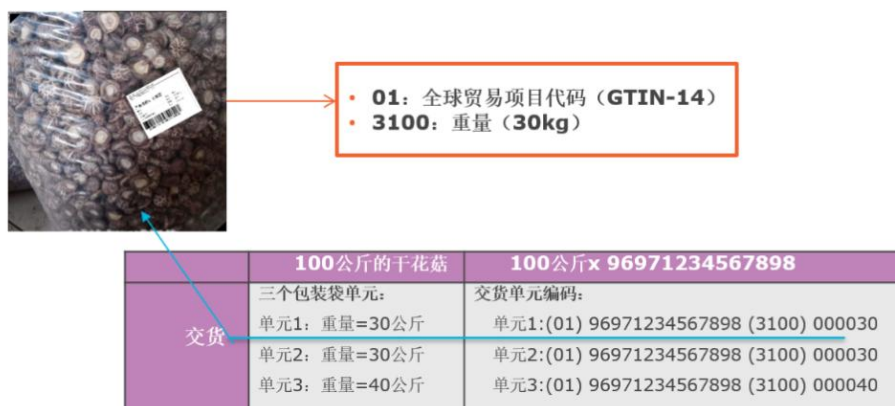 • 01：全球贸易项目代码（GTIN-14）
• 3100：重量（30kg）
100公斤的干花菇
100公斤x 96971234567898
交货
三个包装袋单元：
交货单元编码：
单元1：重量=30公斤
单元1:(01) 96971234567898 (3100) 000030
单元2：重量=30公斤
单元2:(01) 96971234567898 (3100) 000030
单元3：重量=40公斤
单元3:(01) 96971234567898 (3100) 000040